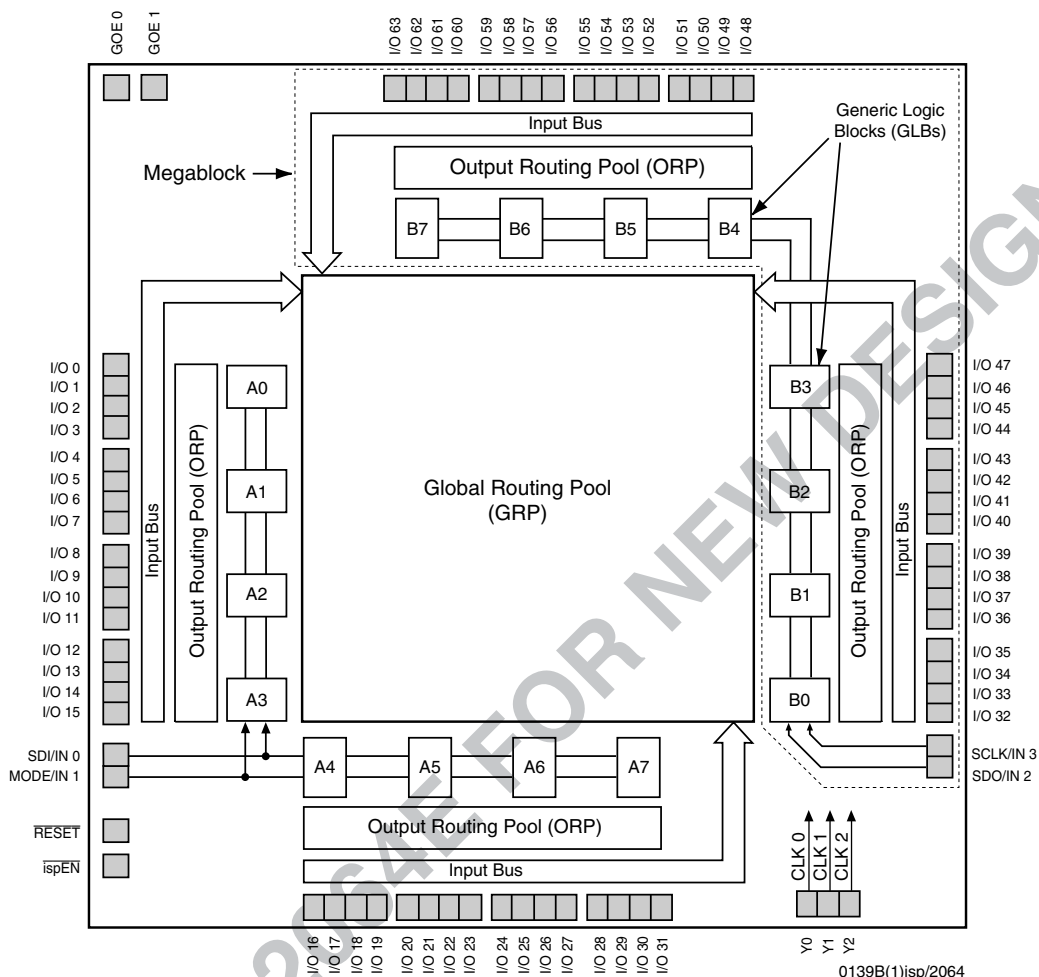 GOE 0
GOE 1
I/O 63
I/O 62
I/O 61
I/O 60
I/O 59
I/O 58
I/O 57
I/O 56
I/O 55
I/O 54
I/O 53
I/O 52
I/O 51
I/O 50
I/O 49
I/O 48
Input Bus
Generic Logic
Blocks (GLBs)
Megablock
Output Routing Pool (ORP)
B7
B6
B5
B4
I/O 0
I/O 1
I/O 2
I/O 3
I/O 4
I/O 5
I/O 6
I/O 7
I/O 8
I/O 9
I/O 10
I/O 11
I/O 12
I/O 13
I/O 14
I/O 15
Input Bus
Output Routing Pool (ORP)
A0
A1
A2
A3
Global Routing Pool
(GRP)
B3
B2
B1
B0
Output Routing Pool (ORP)
Input Bus
I/O 47
I/O 46
I/O 45
I/O 44
I/O 43
I/O 42
I/O 41
I/O 40
I/O 39
I/O 38
I/O 37
I/O 36
I/O 35
I/O 34
I/O 33
I/O 32
SDI/IN 0
MODE/IN 1
A4
A5
A6
A7
SCLK/IN 3
SDO/IN 2
RESET
ispEN
Output Routing Pool (ORP)
Input Bus
CLK 0
CLK 1
CLK 2
I/O 16
I/O 17
I/O 18
I/O 19
I/O 20
I/O 21
I/O 22
I/O 23
I/O 24
I/O 25
I/O 26
I/O 27
I/O 28
I/O 29
I/O 30
I/O 31
Y0
Y1
Y2
0139B(1)isp/2064
2064E FOR NEW DESIGN